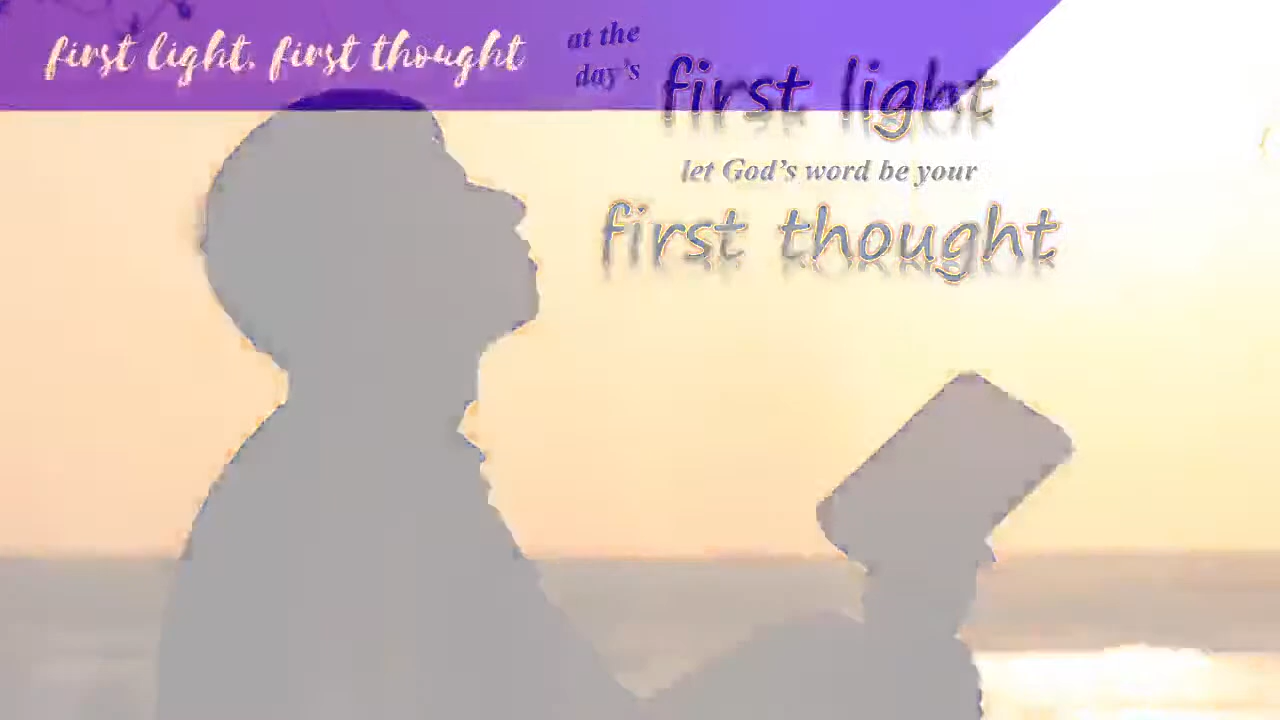 first light. first thought
at the
day's
first light
let God's word be your
first thought